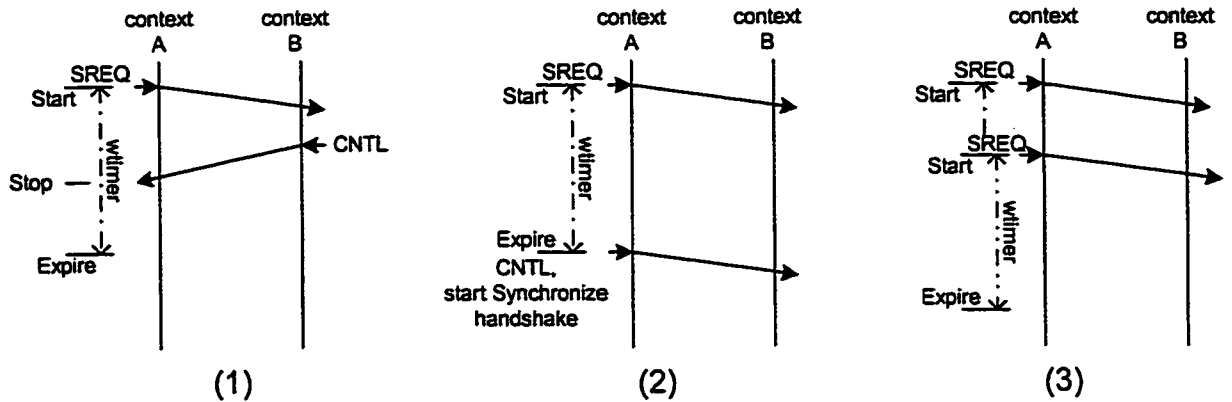 context
A
context
B
SREQ
Start
wtimer
CNTL
Stop
Expire
(1)
context
A
context
B
SREQ
Start
wtimer
Expire
CNTL,
start Synchronize
handshake
(2)
context
A
context
B
SREQ
Start
SREQ
Start
wtimer
Expire
(3)